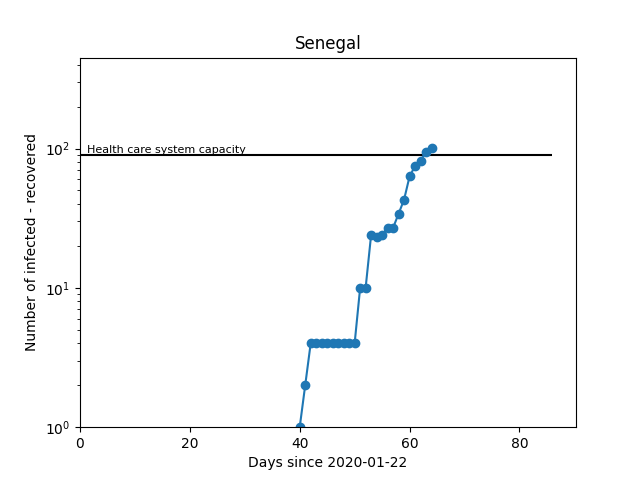 Senegal
Number of infected - recovered
10²
10¹
10⁰
Health care system capacity
0 20 40 60 80
Days since 2020-01-22